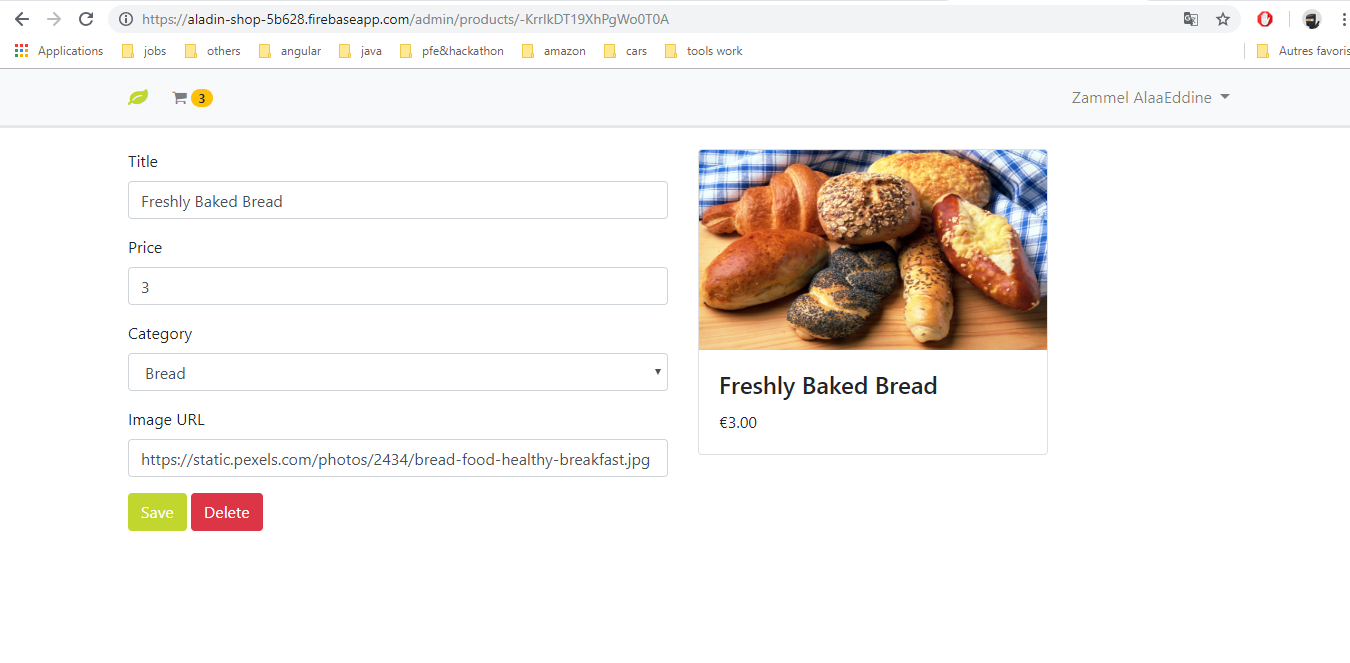 https://aladin-shop-5b628.firebaseapp.com/admin/products/-KrrlkDT19XhPgWo0T0A
Applications jobs others angular java pfe&hackathon amazon cars tools work Autres favoris
3 Zammel AlaaEddine
Title
Freshly Baked Bread
Price
3
Category
Bread
Image URL
https://static.pexels.com/photos/2434/bread-food-healthy-breakfast.jpg
Save Delete
Freshly Baked Bread
€3.00